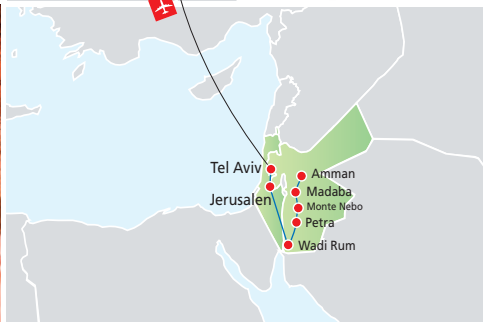 Tel Aviv
Amman
Jerusalen
Madaba
Monte Nebo
Petra
Wadi Rum